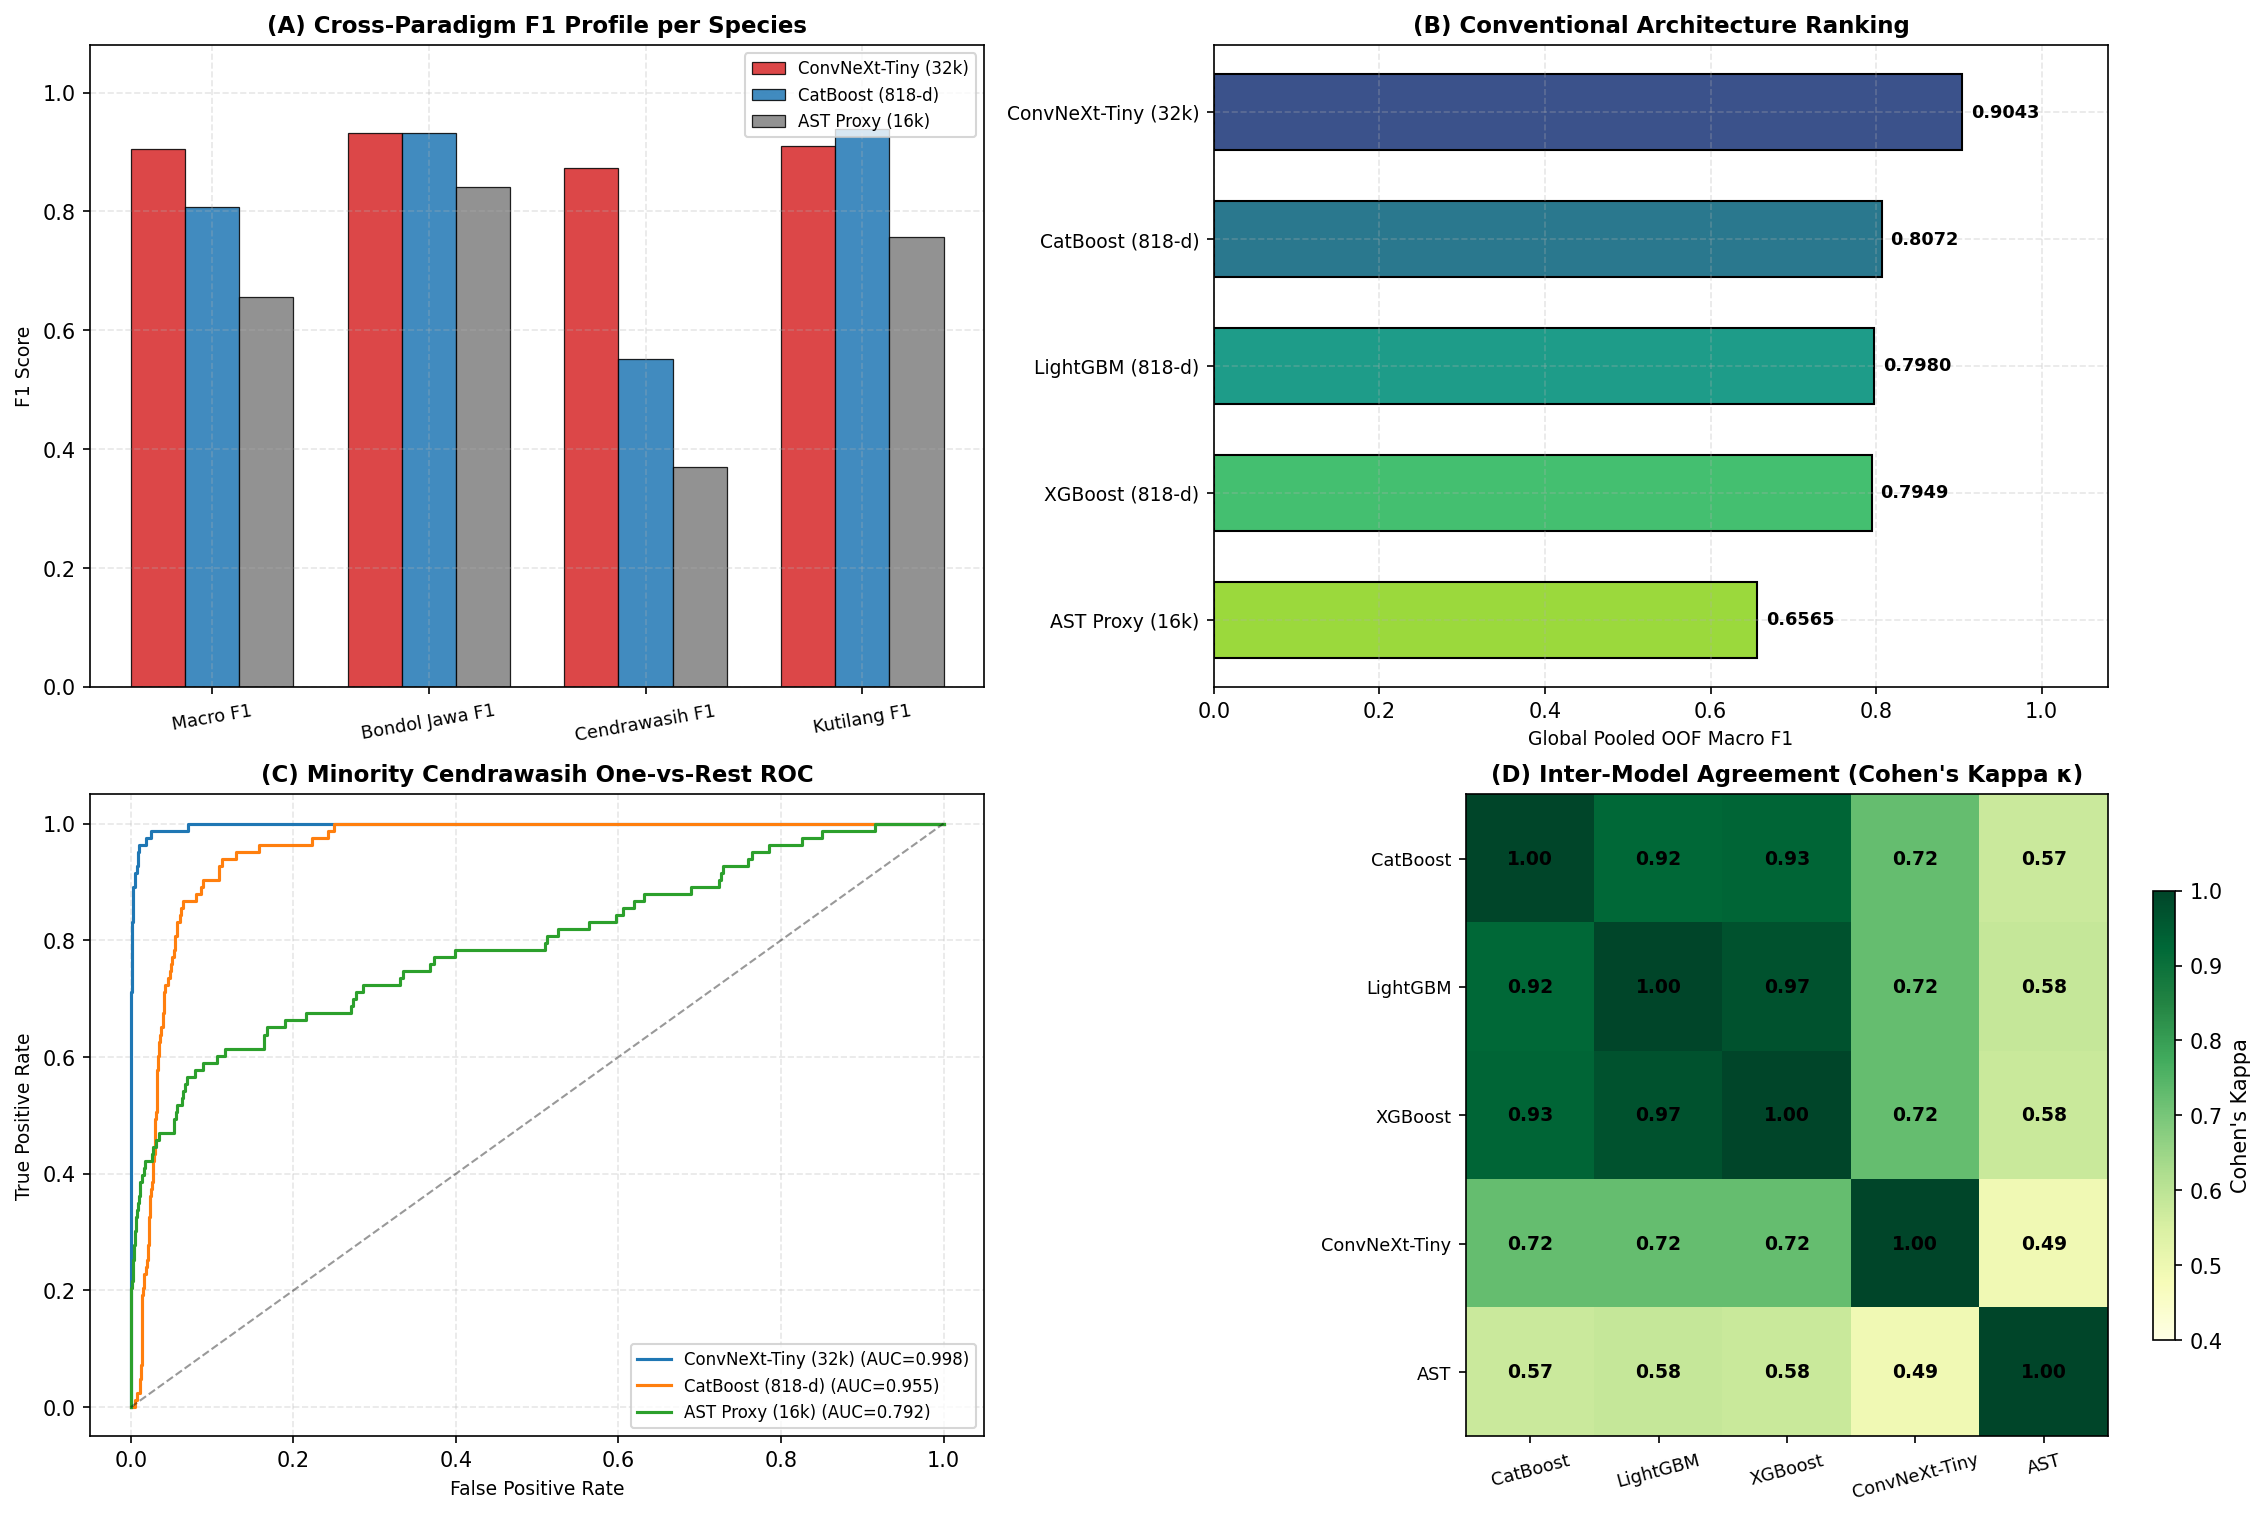 (A) Cross-Paradigm F1 Profile per Species
ConvNeXt-Tiny (32k)
CatBoost (818-d)
AST Proxy (16k)
F1 Score
1.0
0.8
0.6
0.4
0.2
0.0
Macro F1
Bondol Jawa F1
Cendrawasih F1
Kutilang F1
(B) Conventional Architecture Ranking
ConvNeXt-Tiny (32k)
0.9043
CatBoost (818-d)
0.8072
LightGBM (818-d)
0.7980
XGBoost (818-d)
0.7949
AST Proxy (16k)
0.6565
0.0
0.2
0.4
0.6
0.8
1.0
Global Pooled OOF Macro F1
(C) Minority Cendrawasih One-vs-Rest ROC
True Positive Rate
1.0
0.8
0.6
0.4
0.2
0.0
ConvNeXt-Tiny (32k) (AUC=0.998)
CatBoost (818-d) (AUC=0.955)
AST Proxy (16k) (AUC=0.792)
0.0
0.2
0.4
0.6
0.8
1.0
False Positive Rate
(D) Inter-Model Agreement (Cohen's Kappa κ)
CatBoost 1.00 0.92 0.93 0.72 0.57
LightGBM 0.92 1.00 0.97 0.72 0.58
XGBoost 0.93 0.97 1.00 0.72 0.58
ConvNeXt-Tiny 0.72 0.72 0.72 1.00 0.49
AST 0.57 0.58 0.58 0.49 1.00
CatBoost
LightGBM
XGBoost
ConvNeXt-Tiny
AST
1.0
0.9
0.8
0.7
0.6
0.5
0.4
Cohen's Kappa